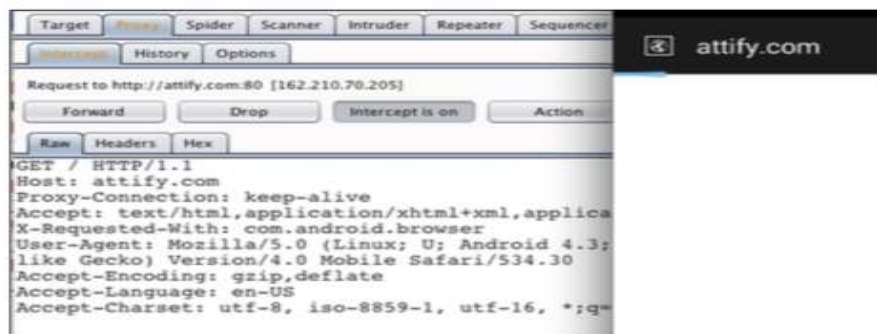 Target Proxy Spider Scanner Intruder Repeater Sequencer
Intercept History Options
Request to http://attify.com:80 [162.210.70.205]
Forward Drop Intercept is on Action
Raw Headers Hex
GET / HTTP/1.1
Host: attify.com
Proxy-Connection: keep-alive
Accept: text/html,application/xhtml+xml,applica
X-Requested-With: com.android.browser
User-Agent: Mozilla/5.0 (Linux; U; Android 4.3;
like Gecko) Version/4.0 Mobile Safari/534.30
Accept-Encoding: gzip,deflate
Accept-Language: en-US
Accept-Charset: utf-8, iso-8859-1, utf-16, *;q=
attify.com